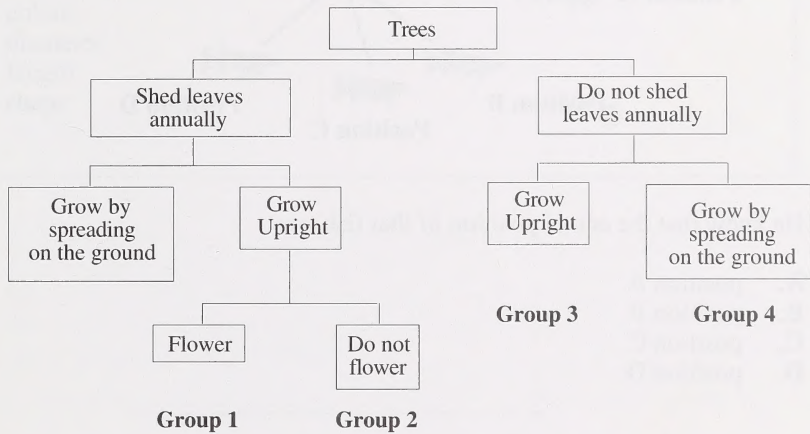 Trees
Shed leaves
annually
Do not shed
leaves annually
Grow by
spreading
on the ground
Grow
Upright
Grow
Upright
Grow by
spreading
on the ground
Group 3
Group 4
Flower
Do not
flower
Group 1
Group 2